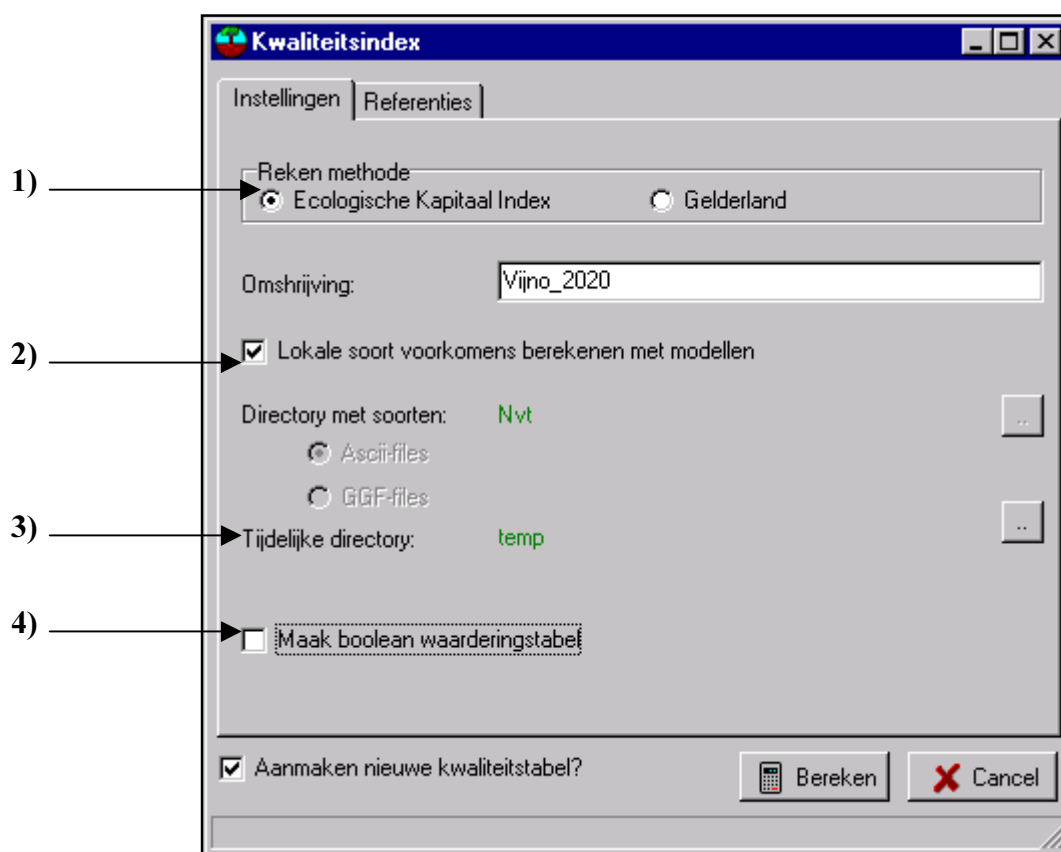 Kwaliteitsindex
Instellingen Referenties
Reken methode
1) Ecologische Kapitaal Index Gelderland
Omshrijving: Vijno_2020
2) Lokale soort voorkomens berekenen met modellen
Directory met soorten: Nvt ..
Ascii-files
GGF-files
3) Tijdelijke directory: temp ..
4) Maak boolean waarderingstabel
Aanmaken nieuwe kwaliteitstabel? Bereken Cancel